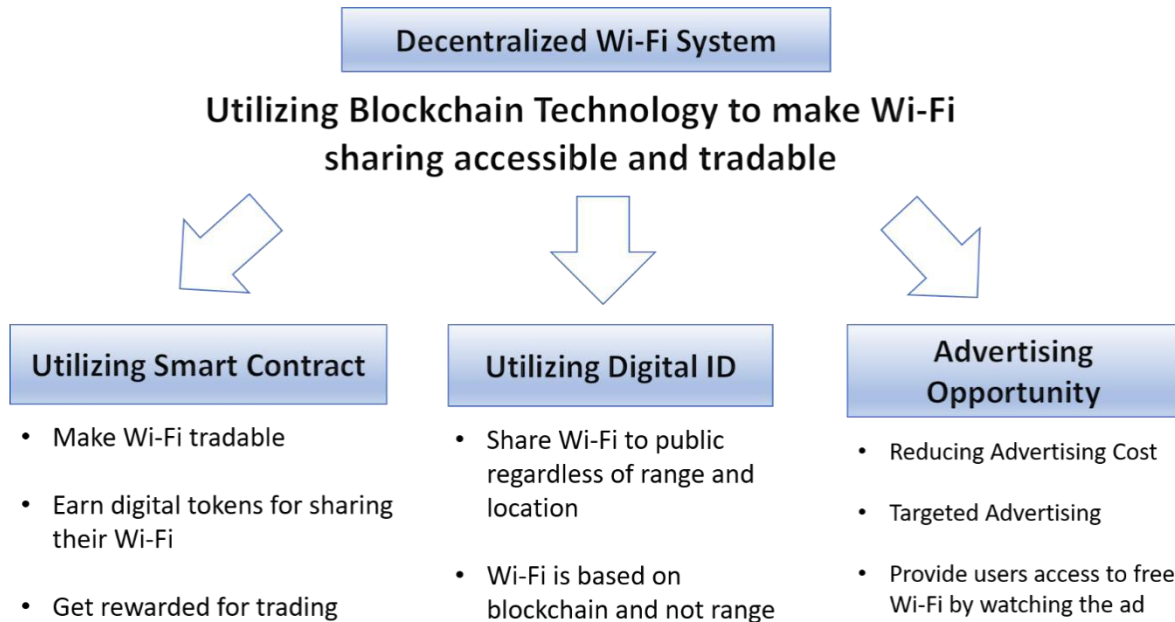 Decentralized Wi-Fi System
Utilizing Blockchain Technology to make Wi-Fi
sharing accessible and tradable
Utilizing Smart Contract
• Make Wi-Fi tradable
• Earn digital tokens for sharing
their Wi-Fi
• Get rewarded for trading
Utilizing Digital ID
• Share Wi-Fi to public
regardless of range and
location
• Wi-Fi is based on
blockchain and not range
Advertising
Opportunity
• Reducing Advertising Cost
• Targeted Advertising
• Provide users access to free
Wi-Fi by watching the ad